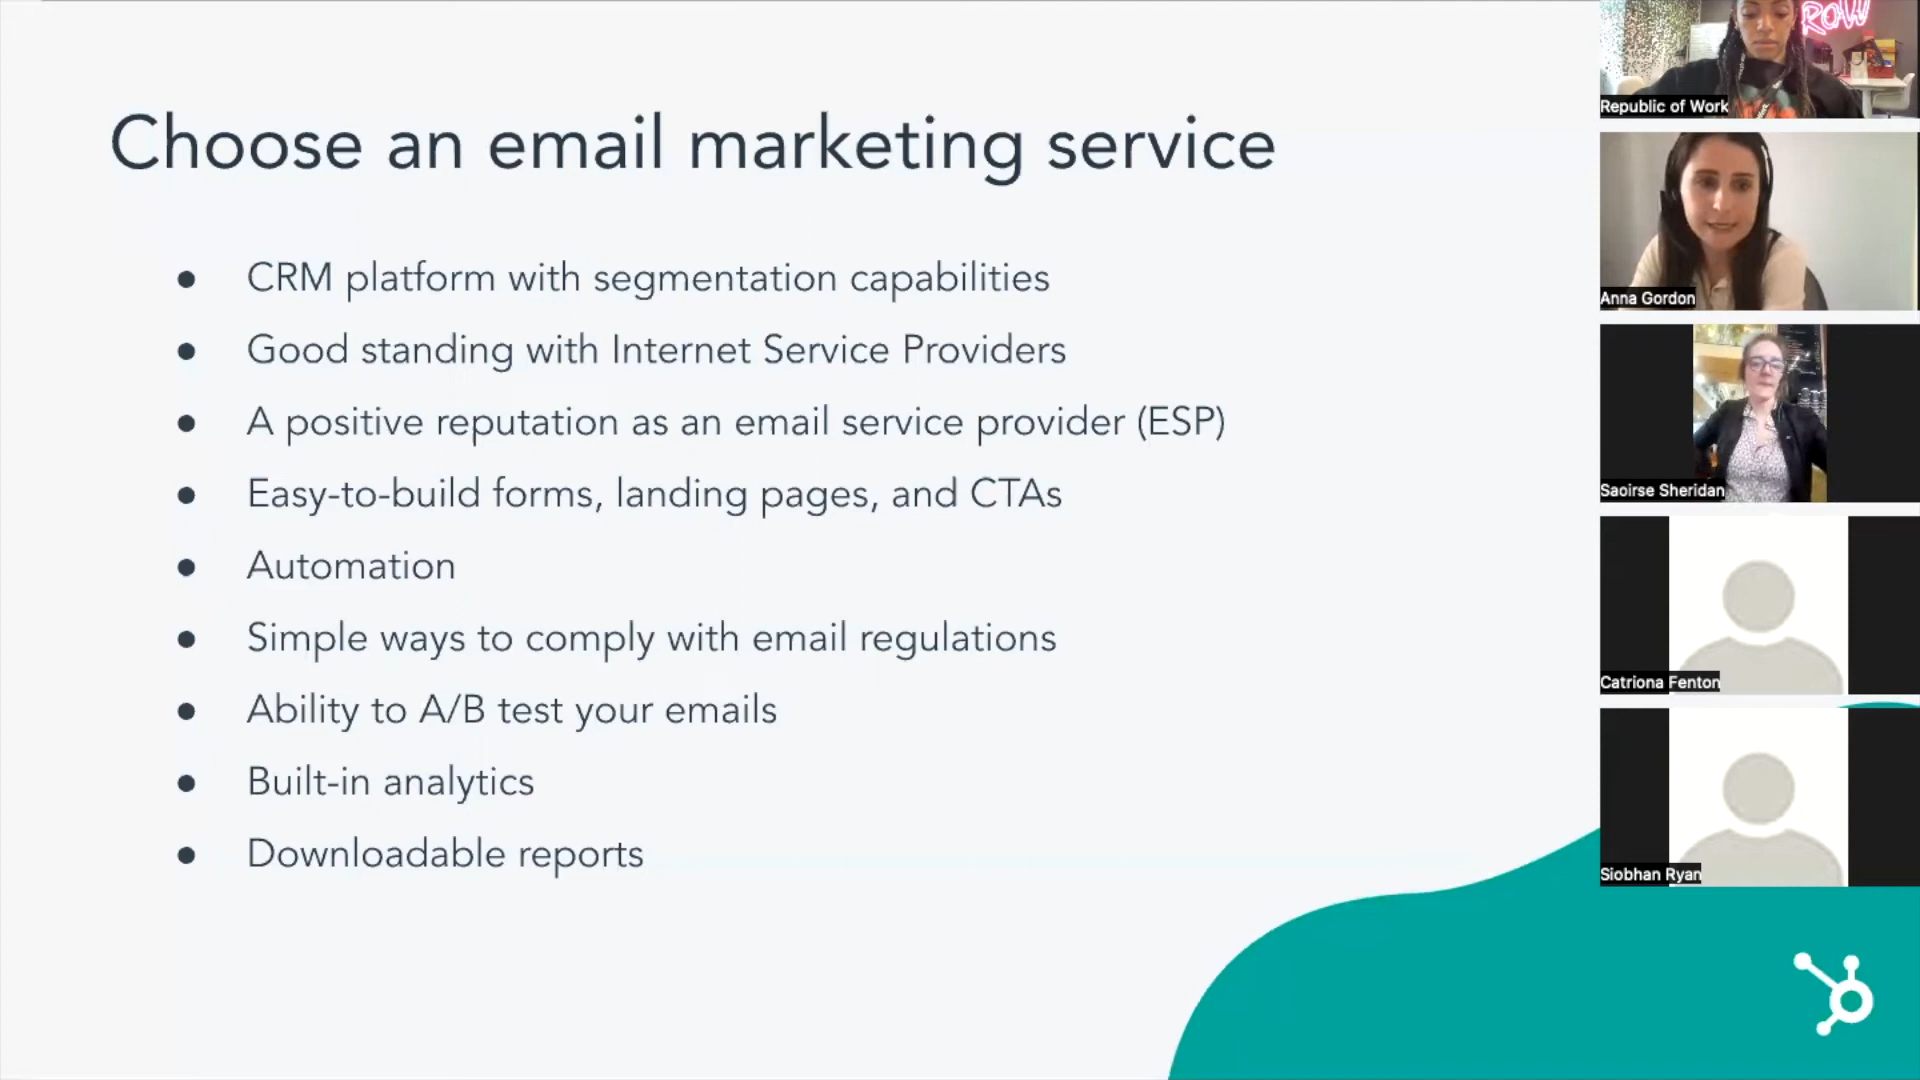 Choose an email marketing service
● CRM platform with segmentation capabilities
● Good standing with Internet Service Providers
● A positive reputation as an email service provider (ESP)
● Easy-to-build forms, landing pages, and CTAs
● Automation
● Simple ways to comply with email regulations
● Ability to A/B test your emails
● Built-in analytics
● Downloadable reports
ROW
Republic of Work
Anna Gordon
Saoirse Sheridan
Catriona Fenton
Siobhan Ryan